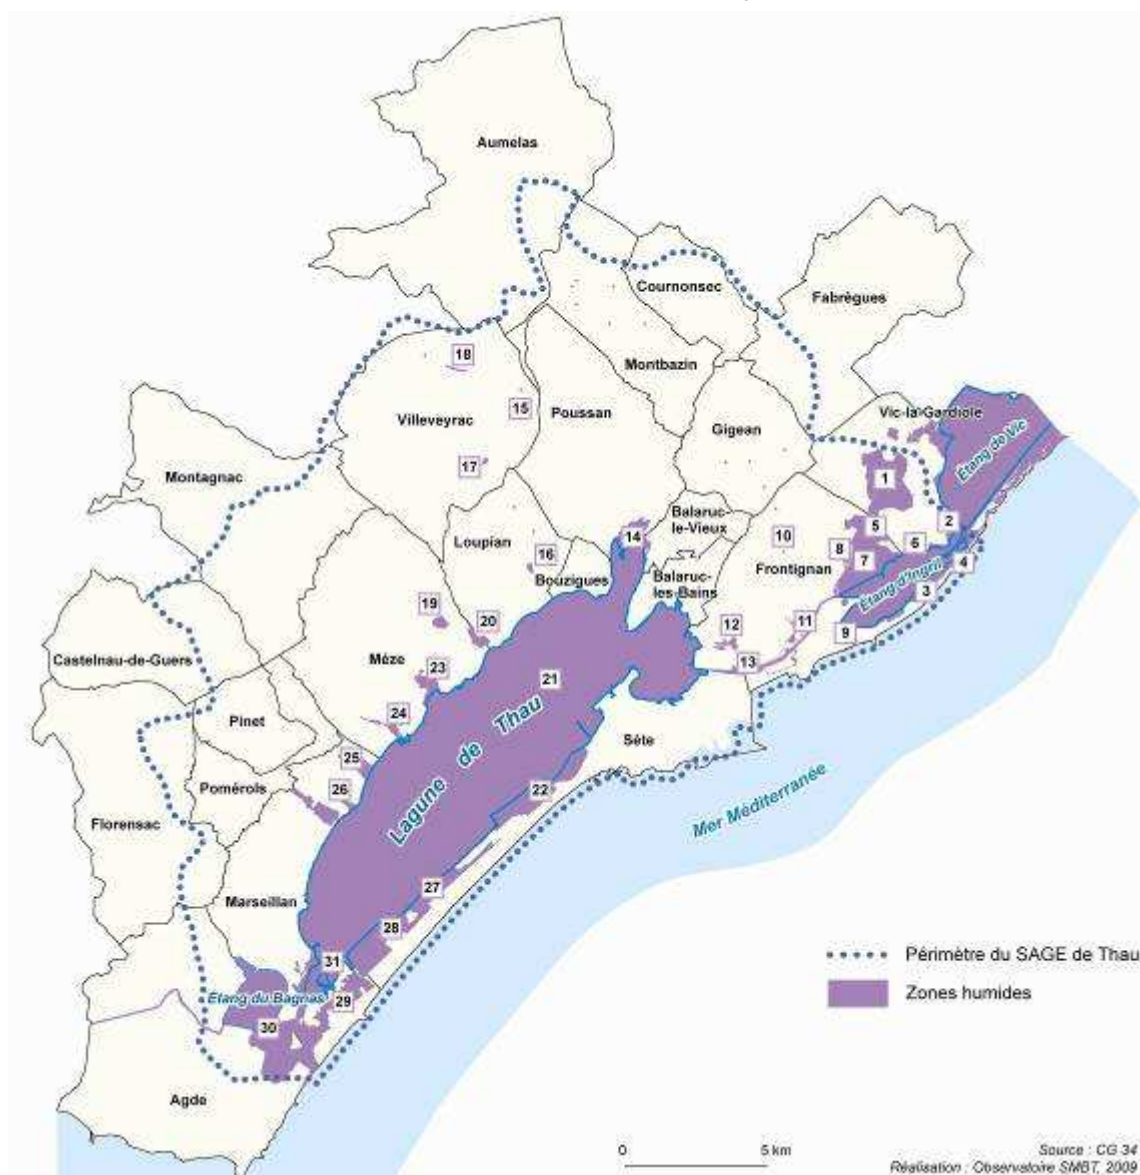 Aumelas
Cournonsec
Fabrègues
18
Montbazin
15
Villeveyrac
Poussan
Vic-la-Gardiole
Gigean
Étang de Vic
17
Montagnac
1
Balaruc-
le-Vieux
2
5
14
10
6
Loupian
16
8
7
4
Bouzigues
Balaruc-
les-Bains
Frontignan
Étang d'Ingril
3
19
20
12
11
9
Castelnau-de-Guers
Mèze
23
13
21
24
Pinet
Sète
25
Pomérols
26
22
Lagune de Thau
Mer Méditerranée
Florensac
27
Marseillan
28
31
Étang du Bagnas
29
30
Agde
Périmètre du SAGE de Thau
Zones humides
0 5 km
Source : CG 34
Réalisation : Observatoire SMBT, 2009